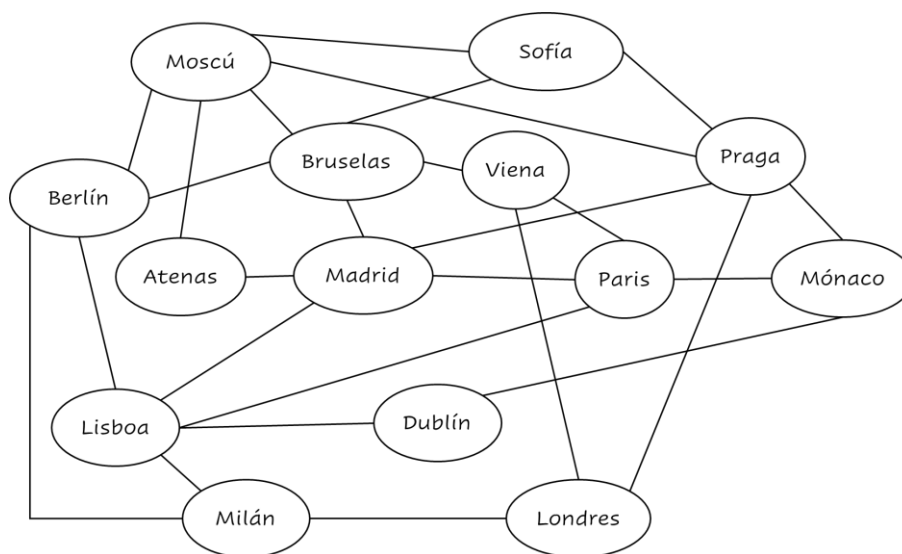 Moscú
Sofía
Bruselas
Viena
Praga
Berlín
Atenas
Madrid
Paris
Mónaco
Lisboa
Dublín
Milán
Londres